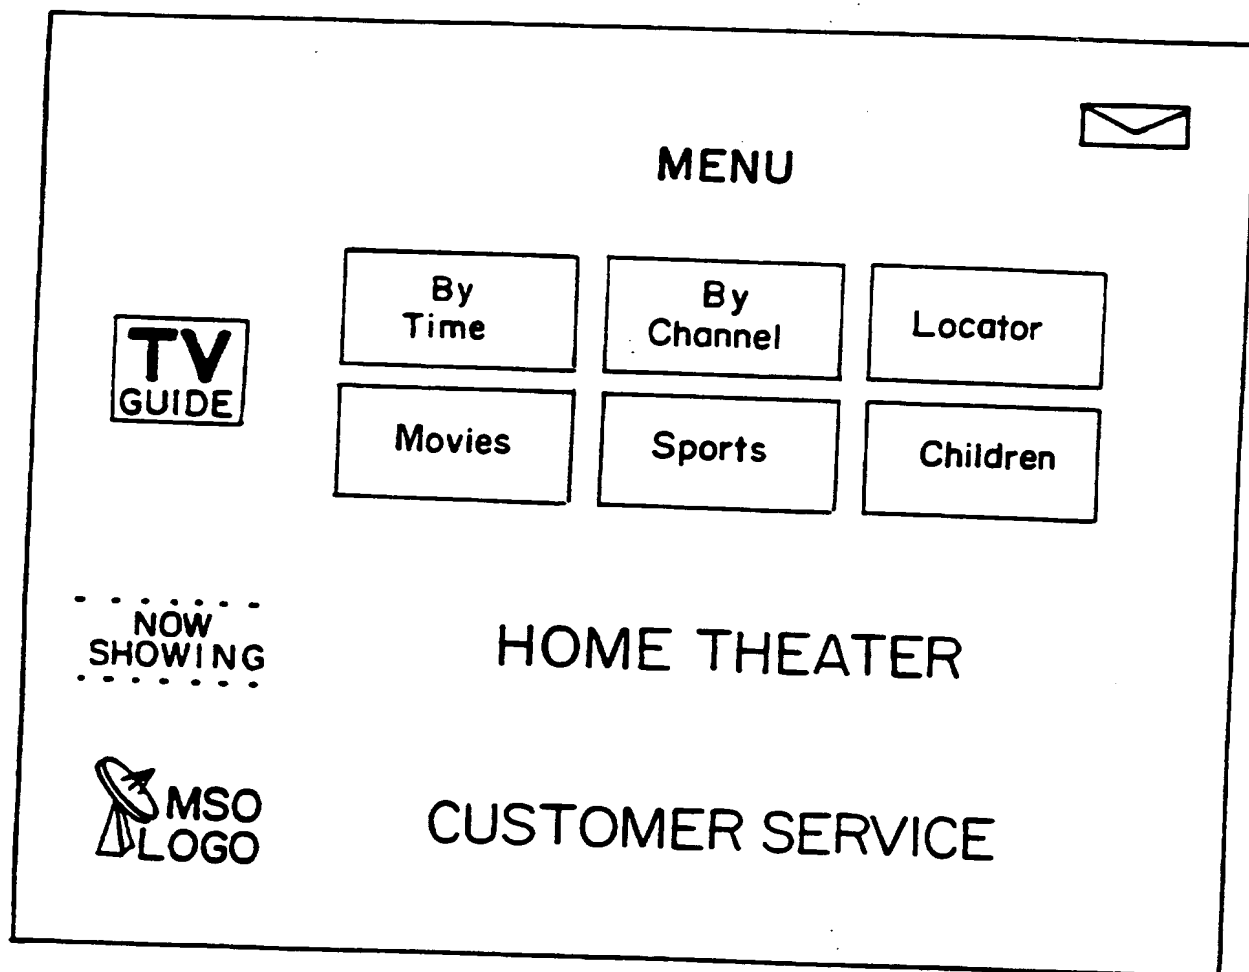 MENU
By
Time
By
Channel
Locator
TV
GUIDE
Movies
Sports
Children
NOW
SHOWING
HOME THEATER
MSO
LOGO
CUSTOMER SERVICE